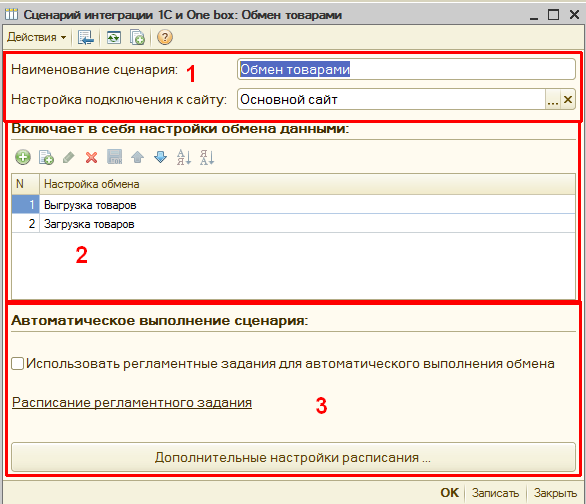 Сценарий интеграции 1С и One box: Обмен товарами
Действия
Наименование сценария: 1 Обмен товарами
Настройка подключения к сайту: Основной сайт ...
Включает в себя настройки обмена данными:
N Настройка обмена
1 Выгрузка товаров
2 Загрузка товаров
2
Автоматическое выполнение сценария:
Использовать регламентные задания для автоматического выполнения обмена
Расписание регламентного задания
3
Дополнительные настройки расписания ...
OK Записать Закрыть